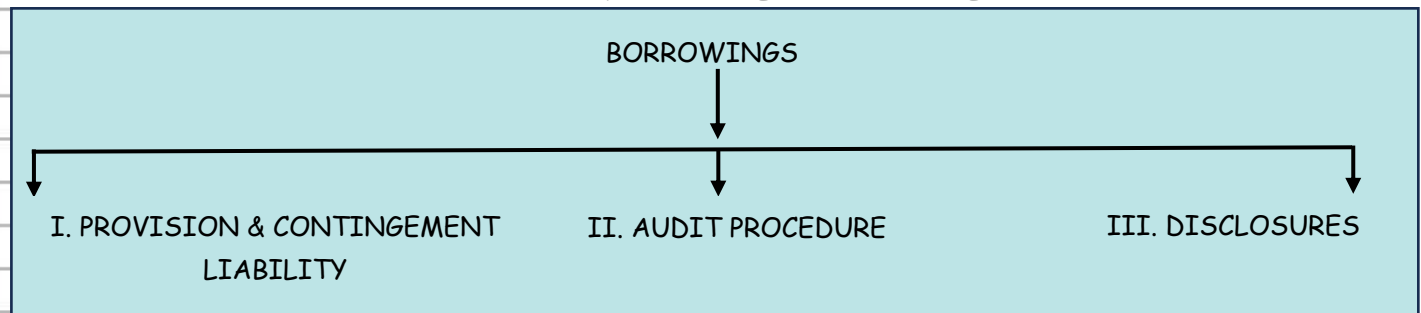 BORROWINGS
I. PROVISION & CONTINGEMENT
LIABILITY
II. AUDIT PROCEDURE
III. DISCLOSURES